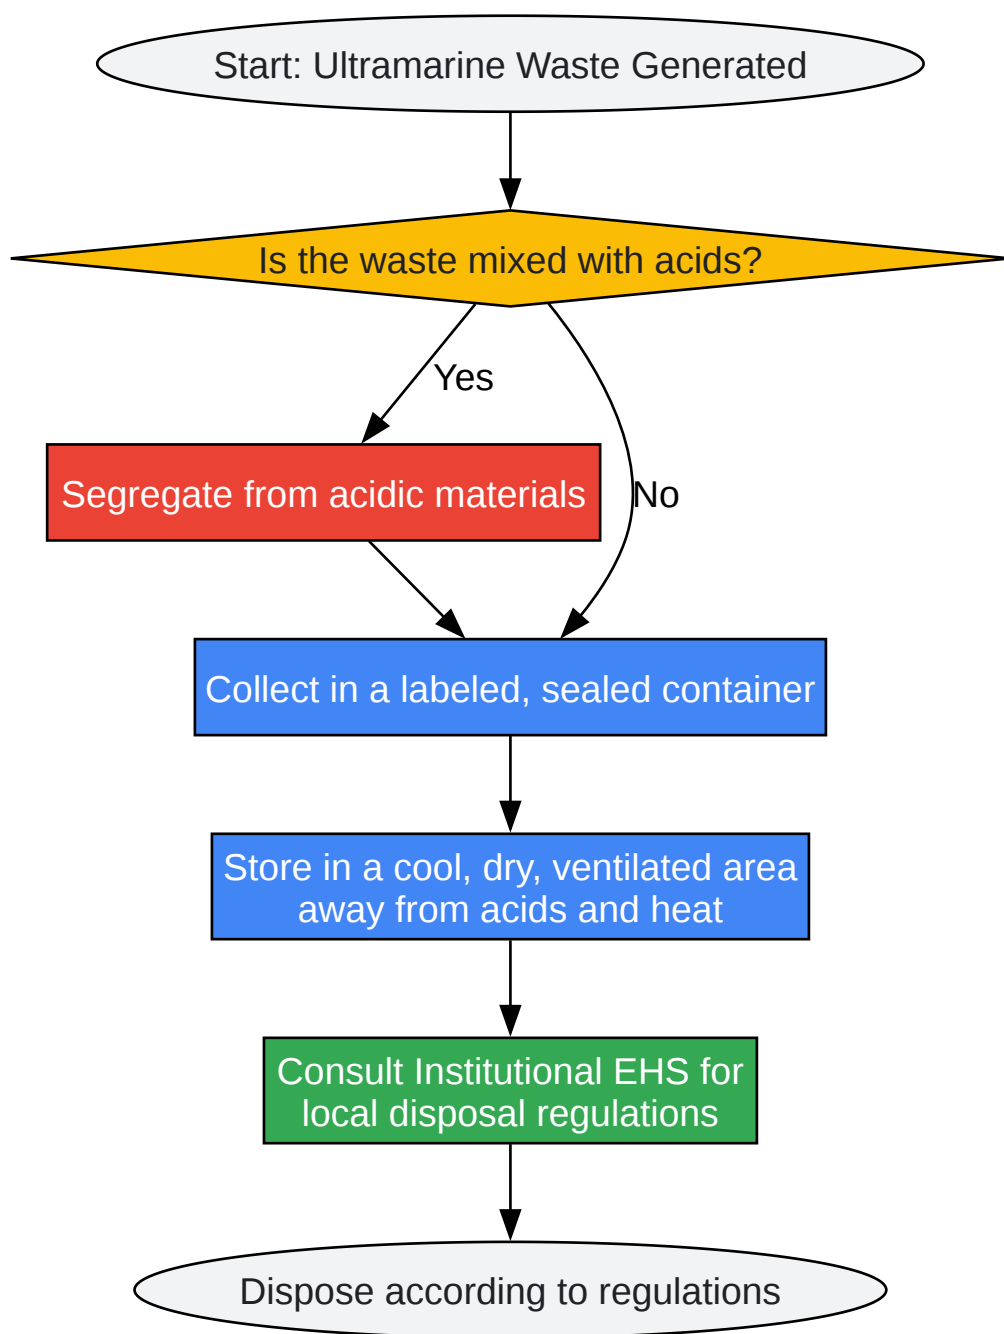 Start: Ultramarine Waste Generated
Is the waste mixed with acids?
Yes
Segregate from acidic materials
No
Collect in a labeled, sealed container
Store in a cool, dry, ventilated area
away from acids and heat
Consult Institutional EHS for
local disposal regulations
Dispose according to regulations